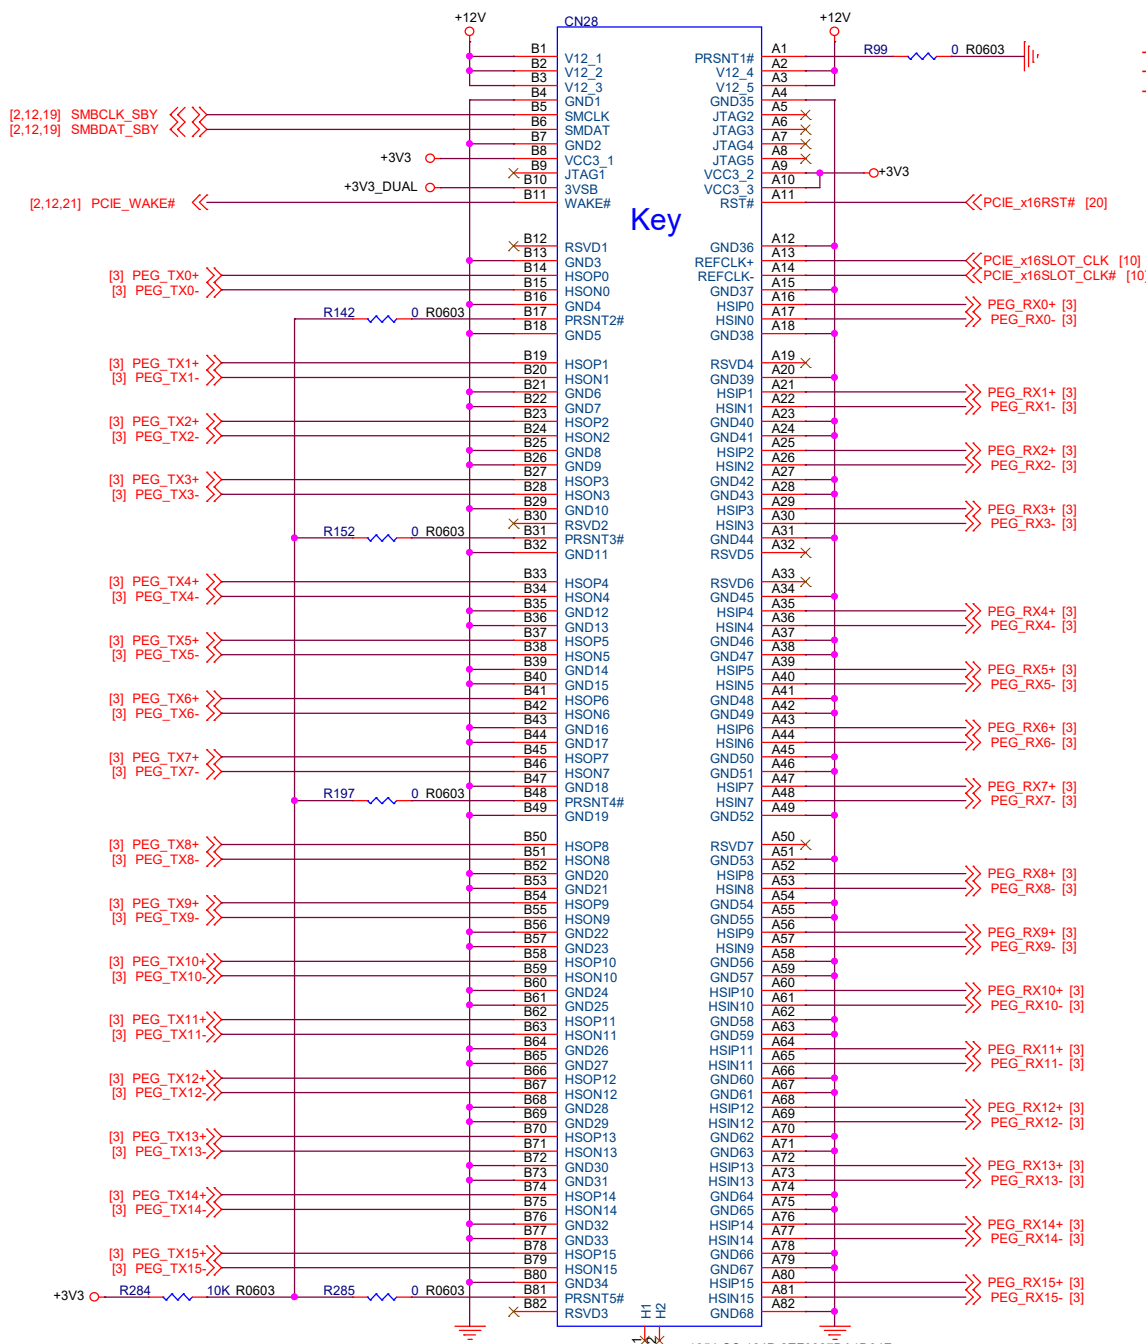 +12V
CN28
+12V
B1 V12_1 PRSNT1# A1 R99 0 R0603
B2 V12_2 V12_4 A2
B3 V12_3 V12_5 A3
B4 GND1 GND35 A4
[2,12,19] SMBCLK_SBY B5 SMCLK JTAG2 A5
[2,12,19] SMBDAT_SBY B6 SMDAT JTAG3 A6
B7 GND2 JTAG4 A7
+3V3 B8 VCC3_1 JTAG5 A8
B9 JTAG1 VCC3_2 A9 +3V3
+3V3_DUAL B10 3VSB VCC3_3 A10
[2,12,21] PCIE_WAKE# B11 WAKE# RST# A11 PCIE_x16RST# [20]
Key
B12 RSVD1 GND36 A12
B13 GND3 REFCLK+ A13 PCIE_x16SLOT_CLK [10]
[3] PEG_TX0+ B14 HSOP0 REFCLK- A14 PCIE_x16SLOT_CLK# [10]
[3] PEG_TX0- B15 HSON0 GND37 A15
B16 GND4 HSIP0 A16 PEG_RX0+ [3]
R142 0 R0603 B17 PRSNT2# HSIN0 A17 PEG_RX0- [3]
B18 GND5 GND38 A18
[3] PEG_TX1+ B19 HSOP1 RSVD4 A19
[3] PEG_TX1- B20 HSON1 GND39 A20
B21 GND6 HSIP1 A21 PEG_RX1+ [3]
B22 GND7 HSIN1 A22 PEG_RX1- [3]
[3] PEG_TX2+ B23 HSOP2 GND40 A23
[3] PEG_TX2- B24 HSON2 GND41 A24
B25 GND8 HSIP2 A25 PEG_RX2+ [3]
B26 GND9 HSIN2 A26 PEG_RX2- [3]
[3] PEG_TX3+ B27 HSOP3 GND42 A27
[3] PEG_TX3- B28 HSON3 GND43 A28
B29 GND10 HSIP3 A29 PEG_RX3+ [3]
B30 RSVD2 HSIN3 A30 PEG_RX3- [3]
R152 0 R0603 B31 PRSNT3# GND44 A31
B32 GND11 RSVD5 A32
[3] PEG_TX4+ B33 HSOP4 RSVD6 A33
[3] PEG_TX4- B34 HSON4 GND45 A34
B35 GND12 HSIP4 A35 PEG_RX4+ [3]
B36 GND13 HSIN4 A36 PEG_RX4- [3]
[3] PEG_TX5+ B37 HSOP5 GND46 A37
[3] PEG_TX5- B38 HSON5 GND47 A38
B39 GND14 HSIP5 A39 PEG_RX5+ [3]
B40 GND15 HSIN5 A40 PEG_RX5- [3]
[3] PEG_TX6+ B41 HSOP6 GND48 A41
[3] PEG_TX6- B42 HSON6 GND49 A42
B43 GND16 HSIP6 A43 PEG_RX6+ [3]
B44 GND17 HSIN6 A44 PEG_RX6- [3]
[3] PEG_TX7+ B45 HSOP7 GND50 A45
[3] PEG_TX7- B46 HSON7 GND51 A46
B47 GND18 HSIP7 A47 PEG_RX7+ [3]
R197 0 R0603 B48 PRSNT4# HSIN7 A48 PEG_RX7- [3]
B49 GND19 GND52 A49
[3] PEG_TX8+ B50 HSOP8 RSVD7 A50
[3] PEG_TX8- B51 HSON8 GND53 A51
B52 GND20 HSIP8 A52 PEG_RX8+ [3]
B53 GND21 HSIN8 A53 PEG_RX8- [3]
[3] PEG_TX9+ B54 HSOP9 GND54 A54
[3] PEG_TX9- B55 HSON9 GND55 A55
B56 GND22 HSIP9 A56 PEG_RX9+ [3]
B57 GND23 HSIN9 A57 PEG_RX9- [3]
[3] PEG_TX10+ B58 HSOP10 GND56 A58
[3] PEG_TX10- B59 HSON10 GND57 A59
B60 GND24 HSIP10 A60 PEG_RX10+ [3]
B61 GND25 HSIN10 A61 PEG_RX10- [3]
[3] PEG_TX11+ B62 HSOP11 GND58 A62
[3] PEG_TX11- B63 HSON11 GND59 A63
B64 GND26 HSIP11 A64 PEG_RX11+ [3]
B65 GND27 HSIN11 A65 PEG_RX11- [3]
[3] PEG_TX12+ B66 HSOP12 GND60 A66
[3] PEG_TX12- B67 HSON12 GND61 A67
B68 GND28 HSIP12 A68 PEG_RX12+ [3]
B69 GND29 HSIN12 A69 PEG_RX12- [3]
[3] PEG_TX13+ B70 HSOP13 GND62 A70
[3] PEG_TX13- B71 HSON13 GND63 A71
B72 GND30 HSIP13 A72 PEG_RX13+ [3]
B73 GND31 HSIN13 A73 PEG_RX13- [3]
[3] PEG_TX14+ B74 HSOP14 GND64 A74
[3] PEG_TX14- B75 HSON14 GND65 A75
B76 GND32 HSIP14 A76 PEG_RX14+ [3]
B77 GND33 HSIN14 A77 PEG_RX14- [3]
[3] PEG_TX15+ B78 HSOP15 GND66 A78
[3] PEG_TX15- B79 HSON15 GND67 A79
B80 GND34 HSIP15 A80 PEG_RX15+ [3]
+3V3 R284 10K R0603 R285 0 R0603 B81 PRSNT5# HSIN15 A81 PEG_RX15- [3]
B82 RSVD3 GND68 A82
H1 H2
1 2